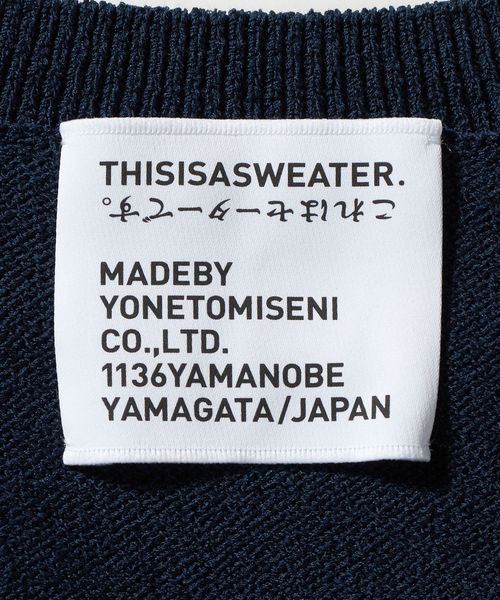 THISISASWEATER.
これはセーターです。
MADEBY
YONETOMISENI
CO.,LTD.
1136YAMANOBE
YAMAGATA/JAPAN